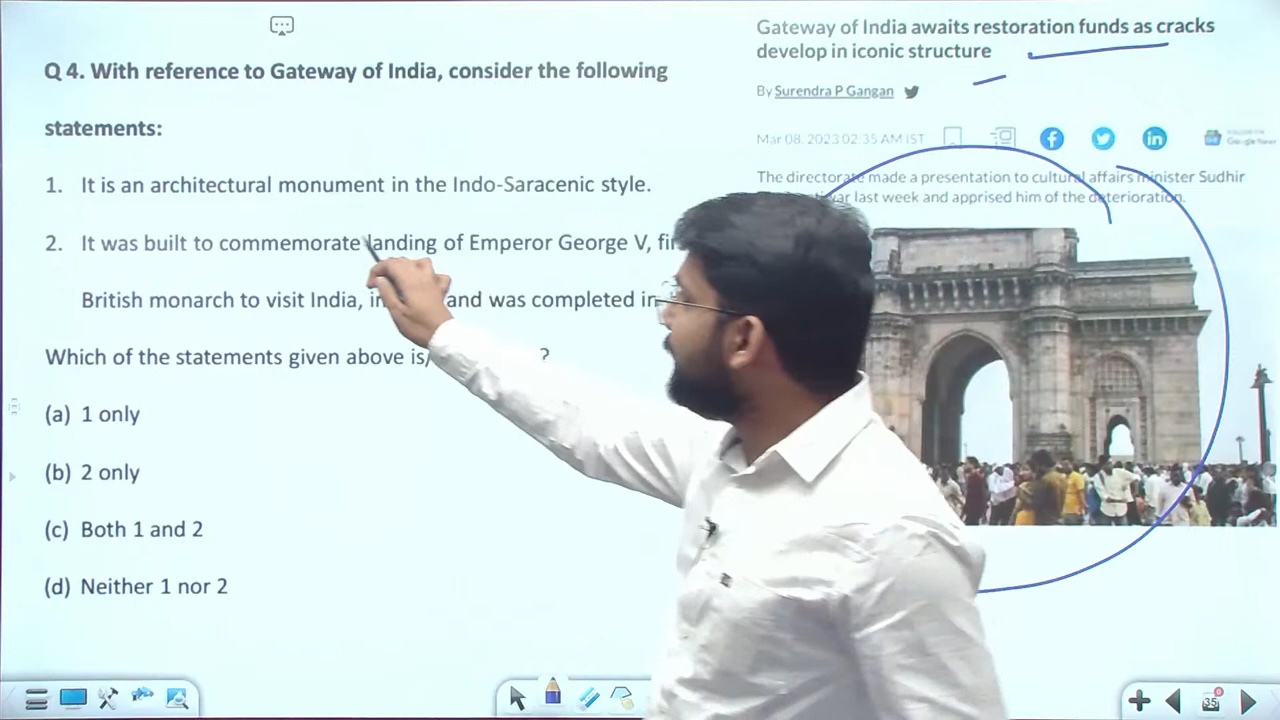 Q 4. With reference to Gateway of India, consider the following
statements:
1. It is an architectural monument in the Indo-Saracenic style.
2. It was built to commemorate landing of Emperor George V,
British monarch to visit India, and was completed in
Which of the statements given above is/ ?
(a) 1 only
(b) 2 only
(c) Both 1 and 2
(d) Neither 1 nor 2
Gateway of India awaits restoration funds as cracks
develop in iconic structure
By Surendra P Gangan
Mar 08, 2023 02:35 AM IST
FOLLOW ON
Google News
The directorate made a presentation to cultural affairs minister Sudhir
last week and apprised him of the deterioration.
35